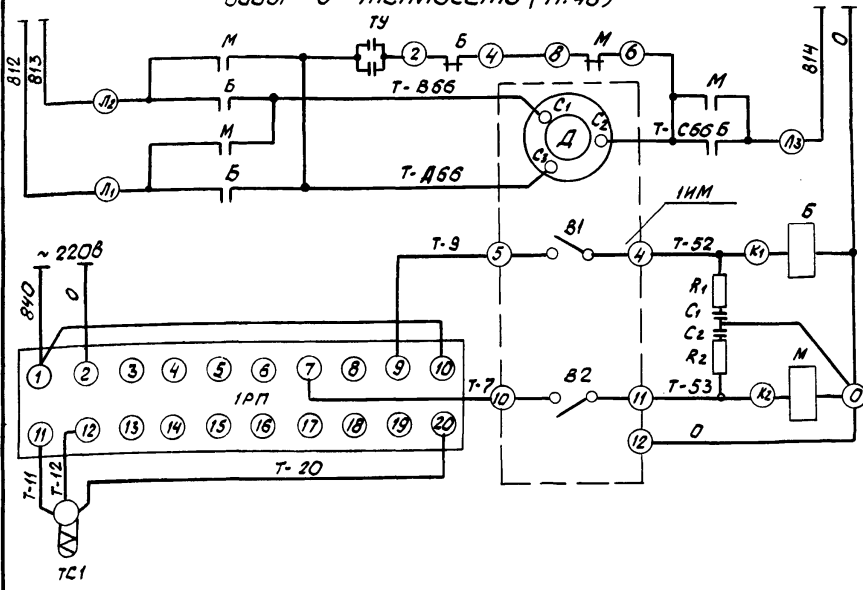 ТУ
М
2
Б
4
8
М
6
812
813
814
0
Л2
Б
Т-В66
С1
С2
С3
Д
М
Т-С66 Б
Л3
М
Л1
Б
Т-Д66
1ИМ
~ 220в
840
0
Т-9
5
В1
4
Т-52
К1
Б
R1
C1
C2
R2
1 2 3 4 5 6 7 8 9 10
1РП
Т-7
10
В2
11
Т-53
К2
М
0
11 12 13 14 15 16 17 18 19 20
12
0
Т-11
Т-12
Т-20
ТС1